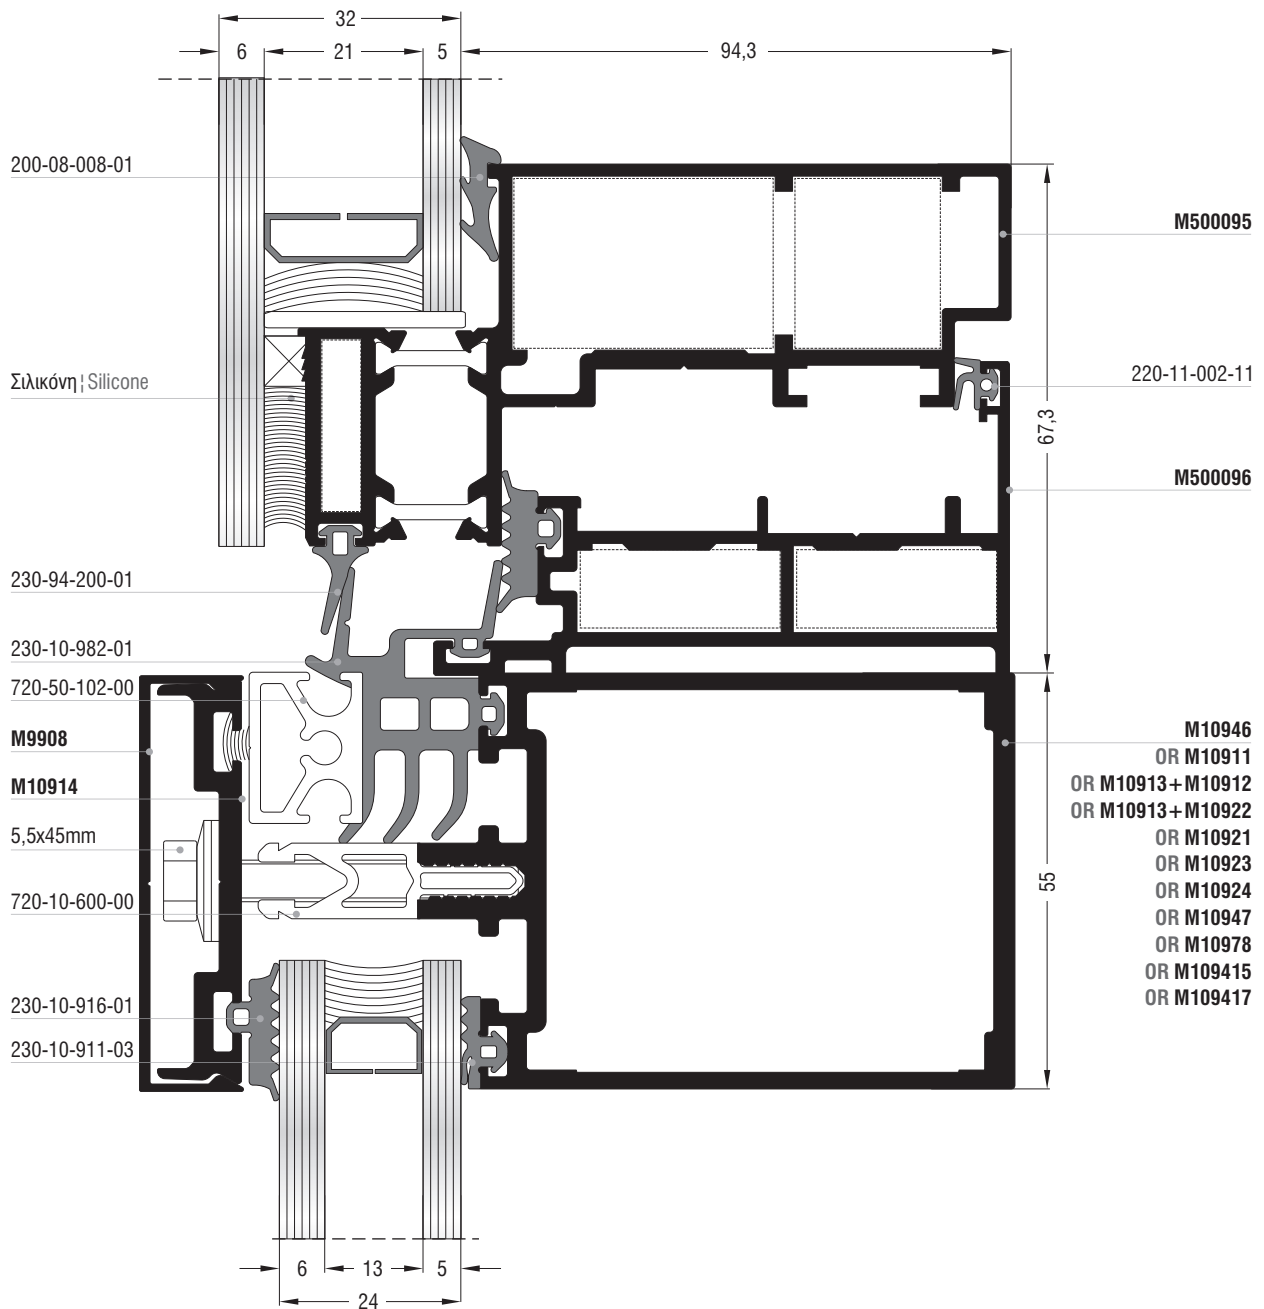 32
6
21
5
94,3
200-08-008-01
M500095
Σιλικόνη ¦ Silicone
220-11-002-11
67,3
M500096
230-94-200-01
230-10-982-01
720-50-102-00
M9908
M10914
5,5x45mm
720-10-600-00
230-10-916-01
230-10-911-03
M10946
OR M10911
OR M10913+M10912
OR M10913+M10922
OR M10921
OR M10923
OR M10924
OR M10947
OR M10978
OR M109415
OR M109417
55
6
13
5
24